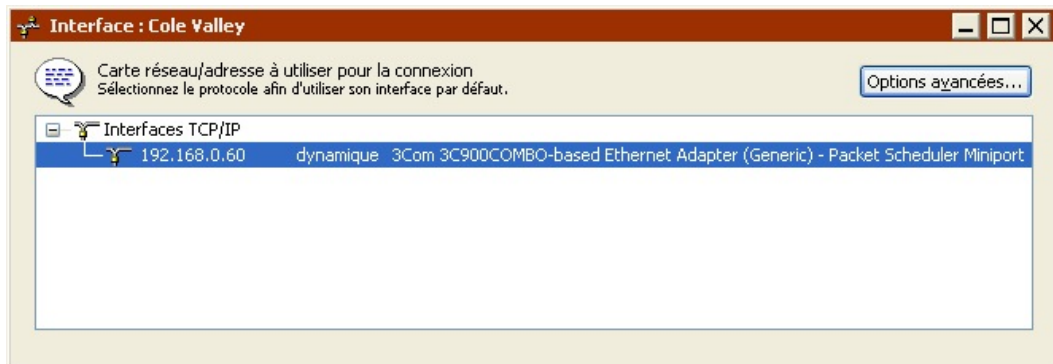 Interface : Cole Valley
Carte réseau/adresse à utiliser pour la connexion
Sélectionnez le protocole afin d'utiliser son interface par défaut.
Options avancées...
Interfaces TCP/IP
192.168.0.60 dynamique 3Com 3C900COMBO-based Ethernet Adapter (Generic) - Packet Scheduler Miniport